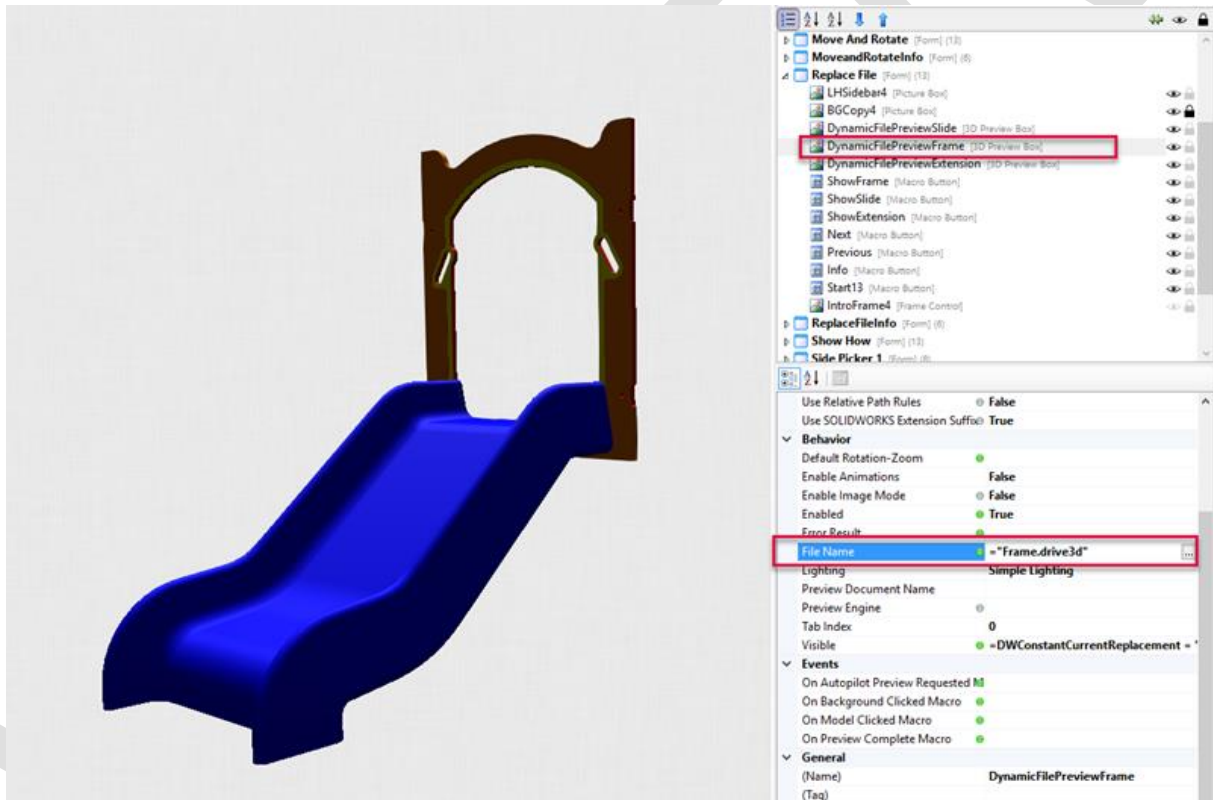 Move And Rotate [Form] (13)
MoveandRotateInfo [Form] (6)
Replace File [Form] (13)
LHSidebar4 [Picture Box]
BGCopy4 [Picture Box]
DynamicFilePreviewSlide [3D Preview Box]
DynamicFilePreviewFrame [3D Preview Box]
DynamicFilePreviewExtension [3D Preview Box]
ShowFrame [Macro Button]
ShowSlide [Macro Button]
ShowExtension [Macro Button]
Next [Macro Button]
Previous [Macro Button]
Info [Macro Button]
Start13 [Macro Button]
IntroFrame4 [Frame Control]
ReplaceFileInfo [Form] (6)
Show How [Form] (13)
Side Picker 1 [Form] (8)
Use Relative Path Rules False
Use SOLIDWORKS Extension Suffix True
Behavior
Default Rotation-Zoom
Enable Animations False
Enable Image Mode False
Enabled True
Error Result
File Name ="Frame.drive3d" ...
Lighting Simple Lighting
Preview Document Name
Preview Engine
Tab Index 0
Visible =DWConstantCurrentReplacement = "
Events
On Autopilot Preview Requested M
On Background Clicked Macro
On Model Clicked Macro
On Preview Complete Macro
General
(Name) DynamicFilePreviewFrame
(Tag)